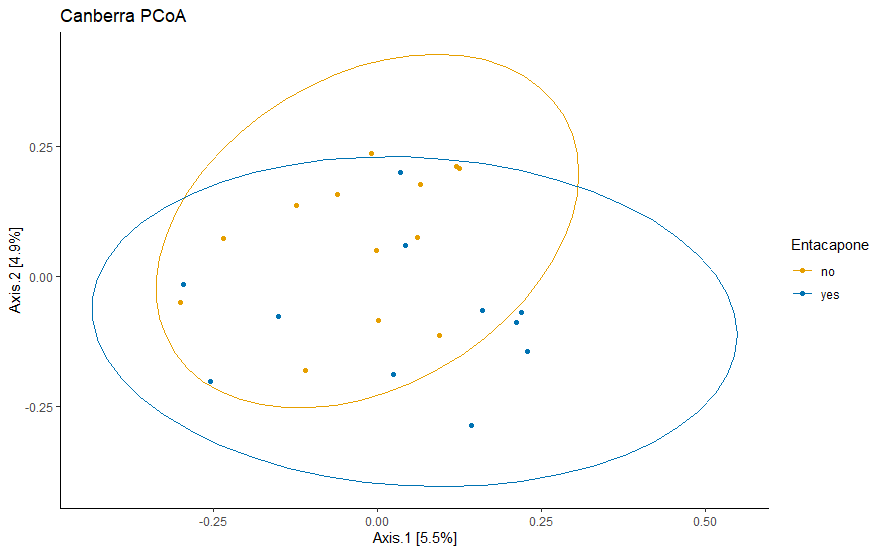 Canberra PCoA
Axis.2 [4.9%]
0.25
0.00
-0.25
-0.25
0.00
0.25
0.50
Axis.1 [5.5%]
Entacapone
no
yes